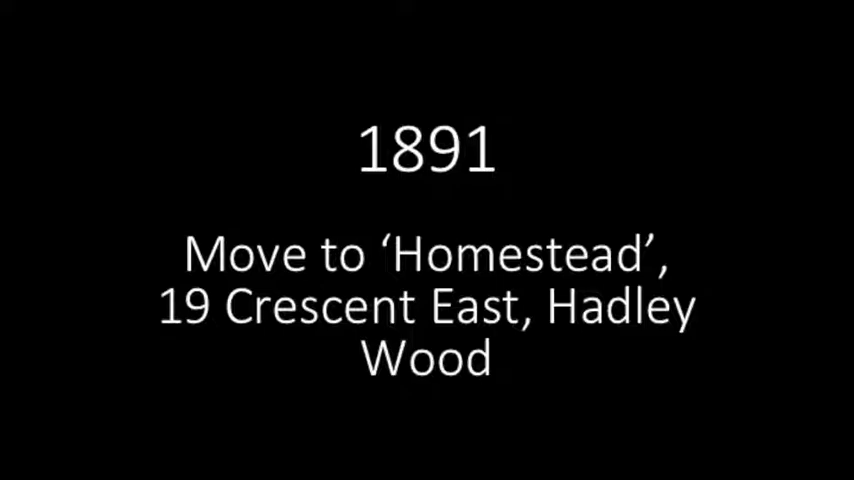 1891
Move to ‘Homestead’,
19 Crescent East, Hadley
Wood